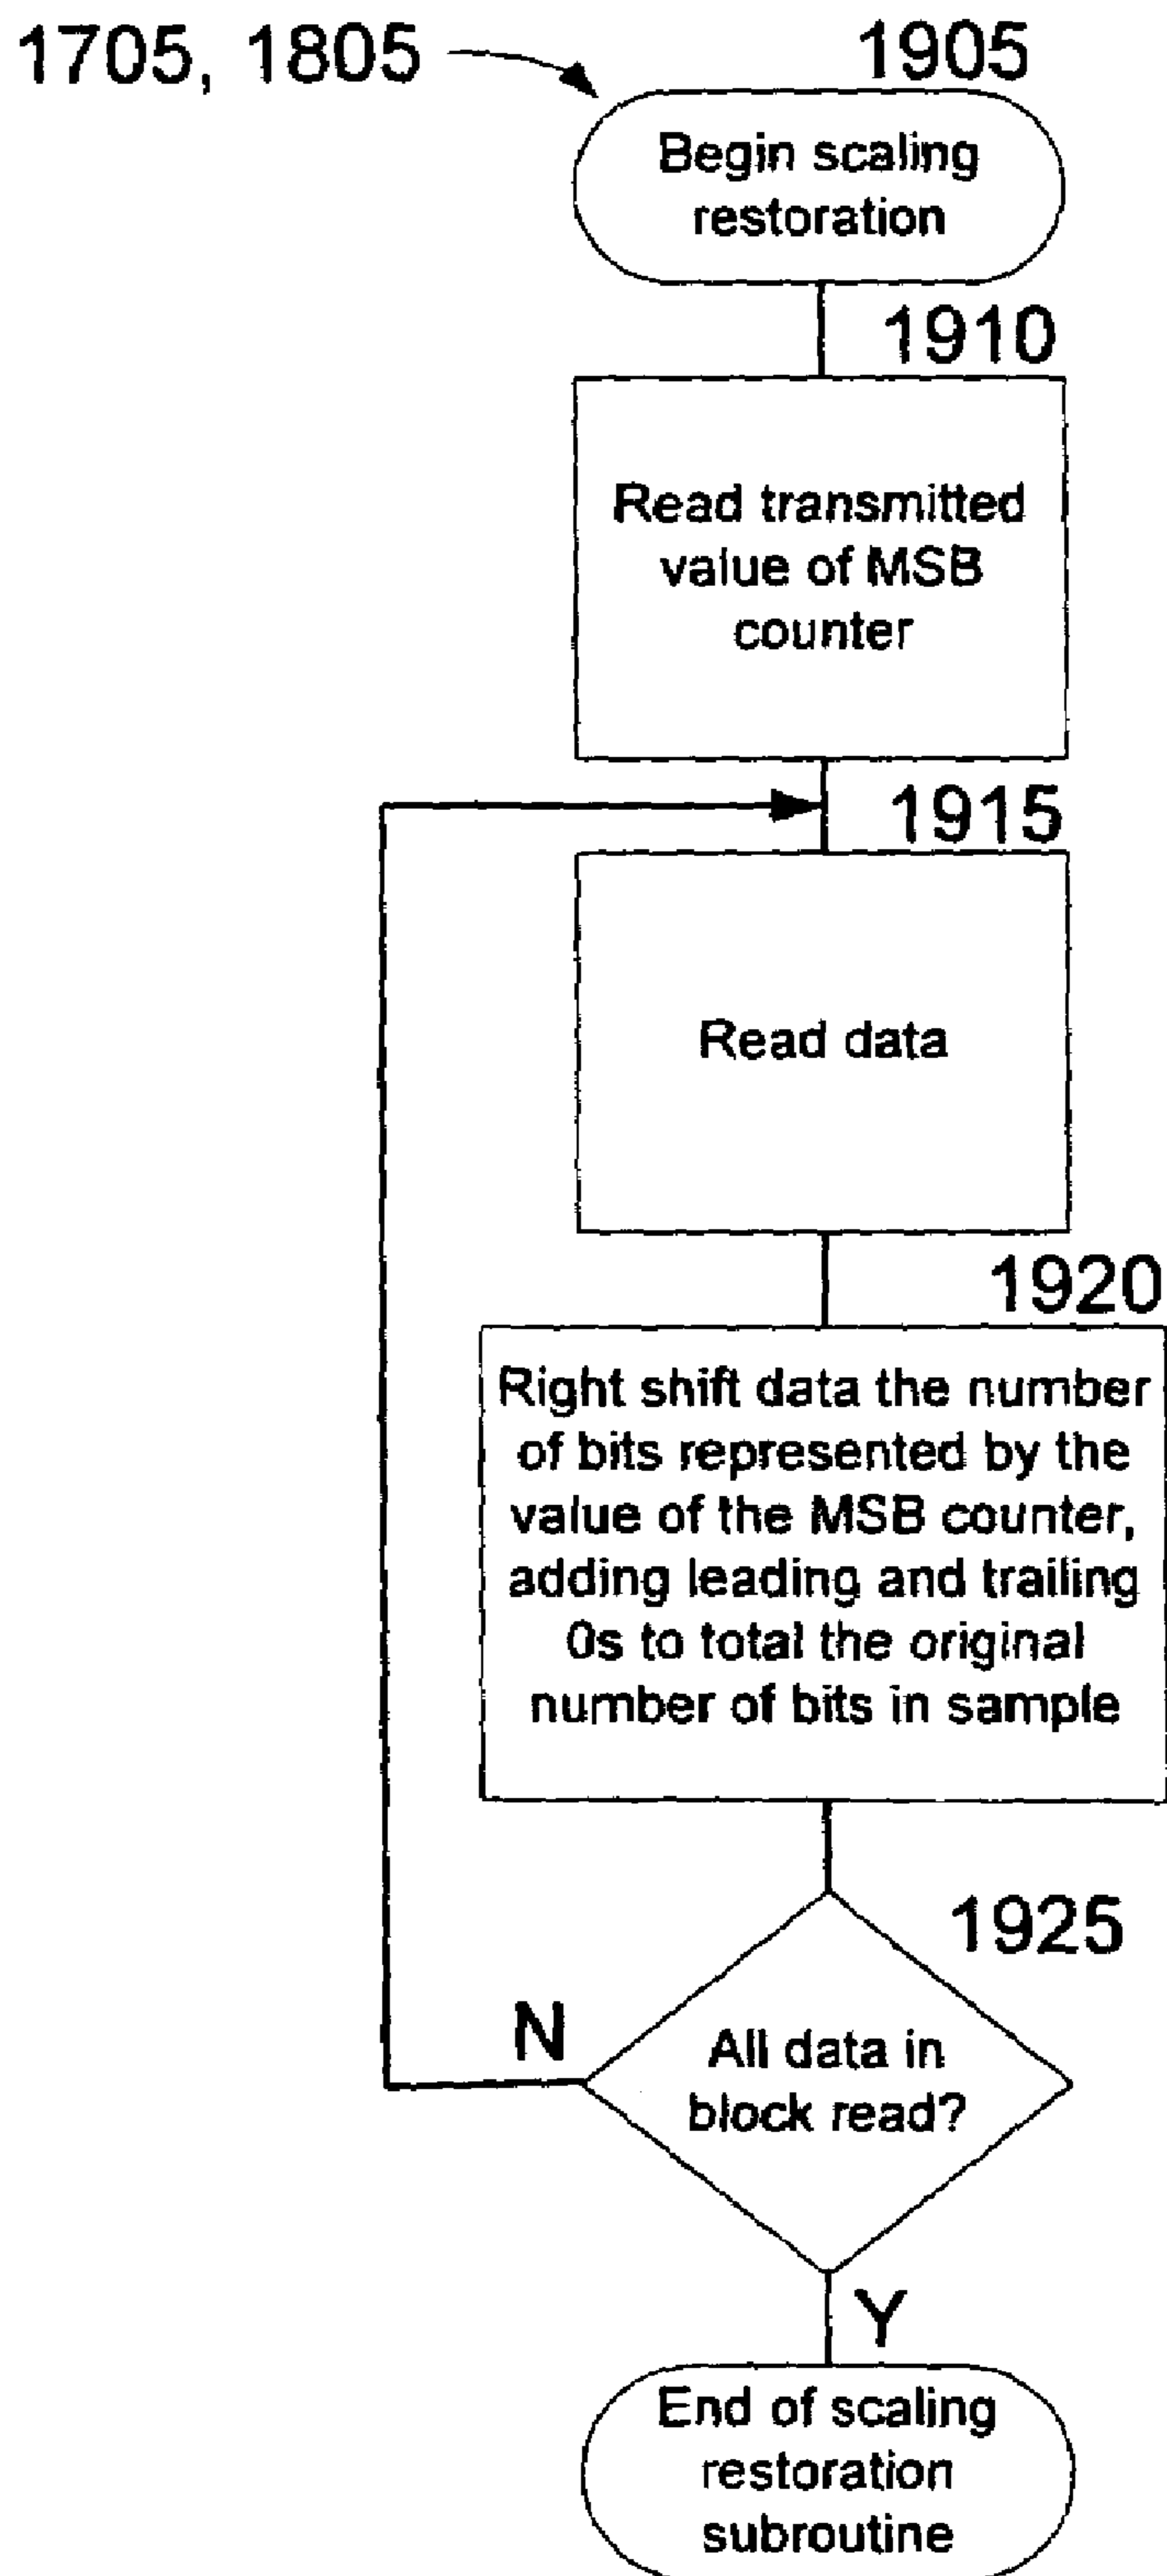 1705, 1805
1905
Begin scaling
restoration
1910
Read transmitted
value of MSB
counter
1915
Read data
1920
Right shift data the number
of bits represented by the
value of the MSB counter,
adding leading and trailing
0s to total the original
number of bits in sample
1925
All data in
block read?
N
Y
End of scaling
restoration
subroutine